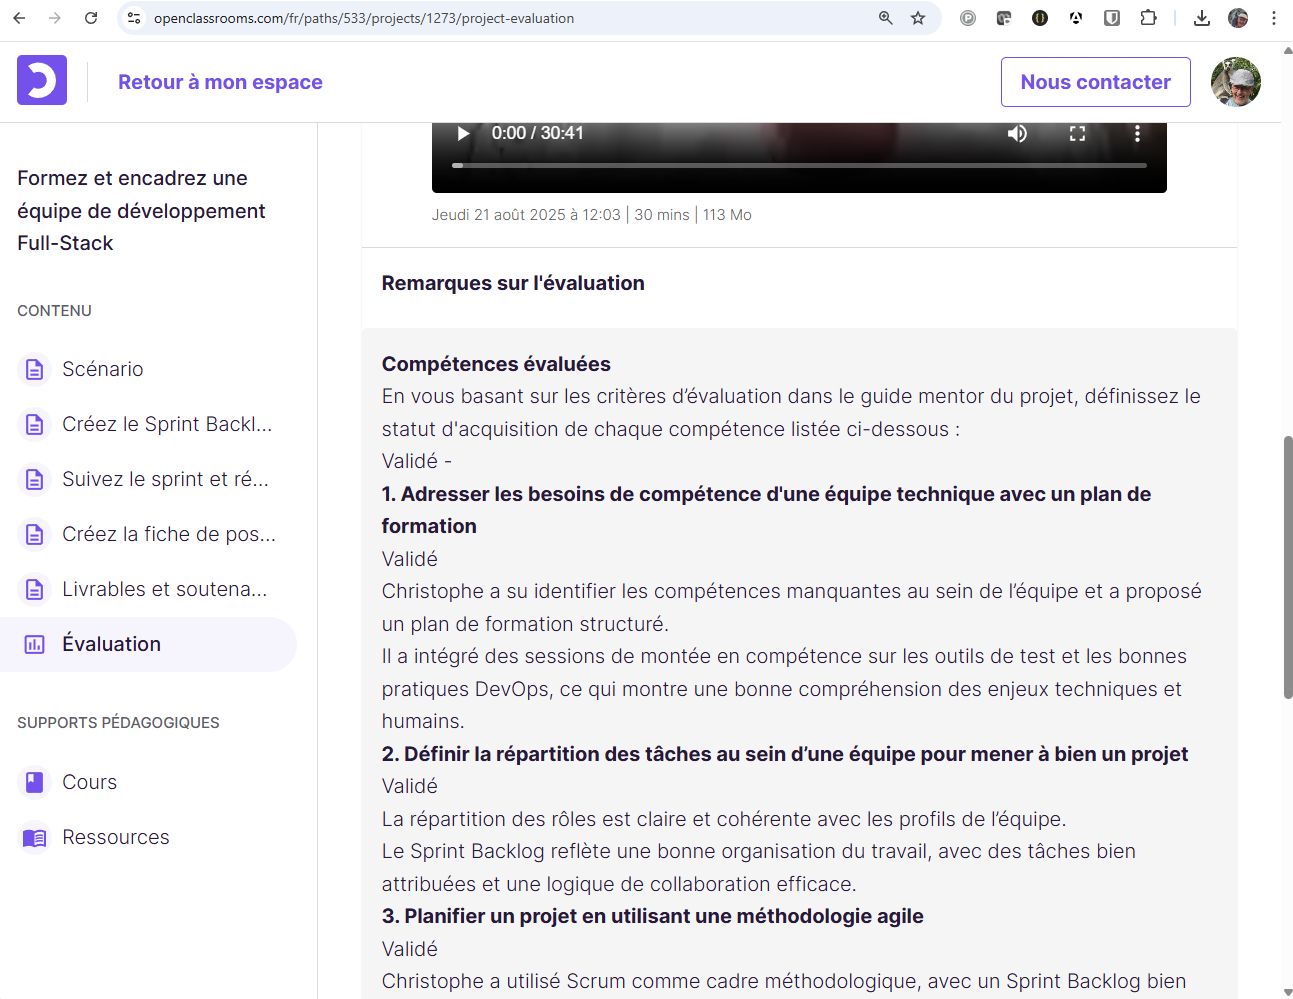 openclassrooms.com/fr/paths/533/projects/1273/project-evaluation
Retour à mon espace
Nous contacter
Formez et encadrez une
équipe de développement
Full-Stack
CONTENU
Scénario
Créez le Sprint Backl...
Suivez le sprint et ré...
Créez la fiche de pos...
Livrables et soutena...
Évaluation
SUPPORTS PÉDAGOGIQUES
Cours
Ressources
0:00 / 30:41
Jeudi 21 août 2025 à 12:03 | 30 mins | 113 Mo
Remarques sur l'évaluation
Compétences évaluées
En vous basant sur les critères d’évaluation dans le guide mentor du projet, définissez le
statut d'acquisition de chaque compétence listée ci-dessous :
Validé -
1. Adresser les besoins de compétence d'une équipe technique avec un plan de
formation
Validé
Christophe a su identifier les compétences manquantes au sein de l’équipe et a proposé
un plan de formation structuré.
Il a intégré des sessions de montée en compétence sur les outils de test et les bonnes
pratiques DevOps, ce qui montre une bonne compréhension des enjeux techniques et
humains.
2. Définir la répartition des tâches au sein d’une équipe pour mener à bien un projet
Validé
La répartition des rôles est claire et cohérente avec les profils de l’équipe.
Le Sprint Backlog reflète une bonne organisation du travail, avec des tâches bien
attribuées et une logique de collaboration efficace.
3. Planifier un projet en utilisant une méthodologie agile
Validé
Christophe a utilisé Scrum comme cadre méthodologique, avec un Sprint Backlog bien